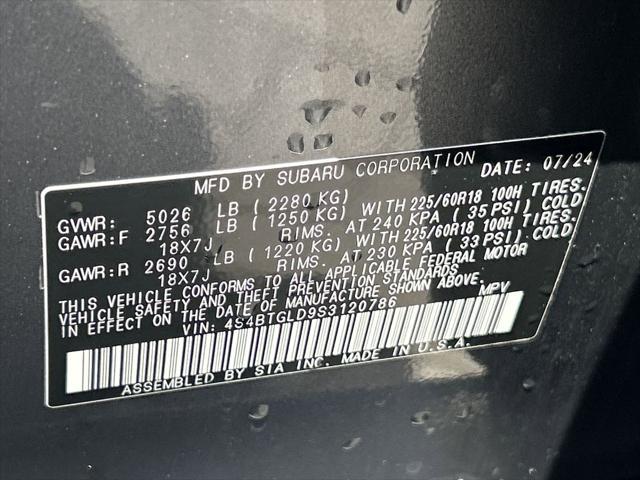 MFD BY SUBARU CORPORATION DATE: 07/24
GVWR: 5026 LB ( 2280 KG)
GAWR:F 2756 LB ( 1250 KG) WITH 225/60R18 100H TIRES.
18X7J RIMS. AT 240 KPA ( 35 PSI) COLD
GAWR:R 2690 LB ( 1220 KG) WITH 225/60R18 100H TIRES.
18X7J RIMS. AT 230 KPA ( 33 PSI) COLD
THIS VEHICLE CONFORMS TO ALL APPLICABLE FEDERAL MOTOR
VEHICLE SAFETY AND THEFT PREVENTION STANDARDS
IN EFFECT ON THE DATE OF MANUFACTURE SHOWN ABOVE.
VIN: 4S4BTGLD9S3120786 MPV
ASSEMBLED BY SIA INC. MADE IN U.S.A.